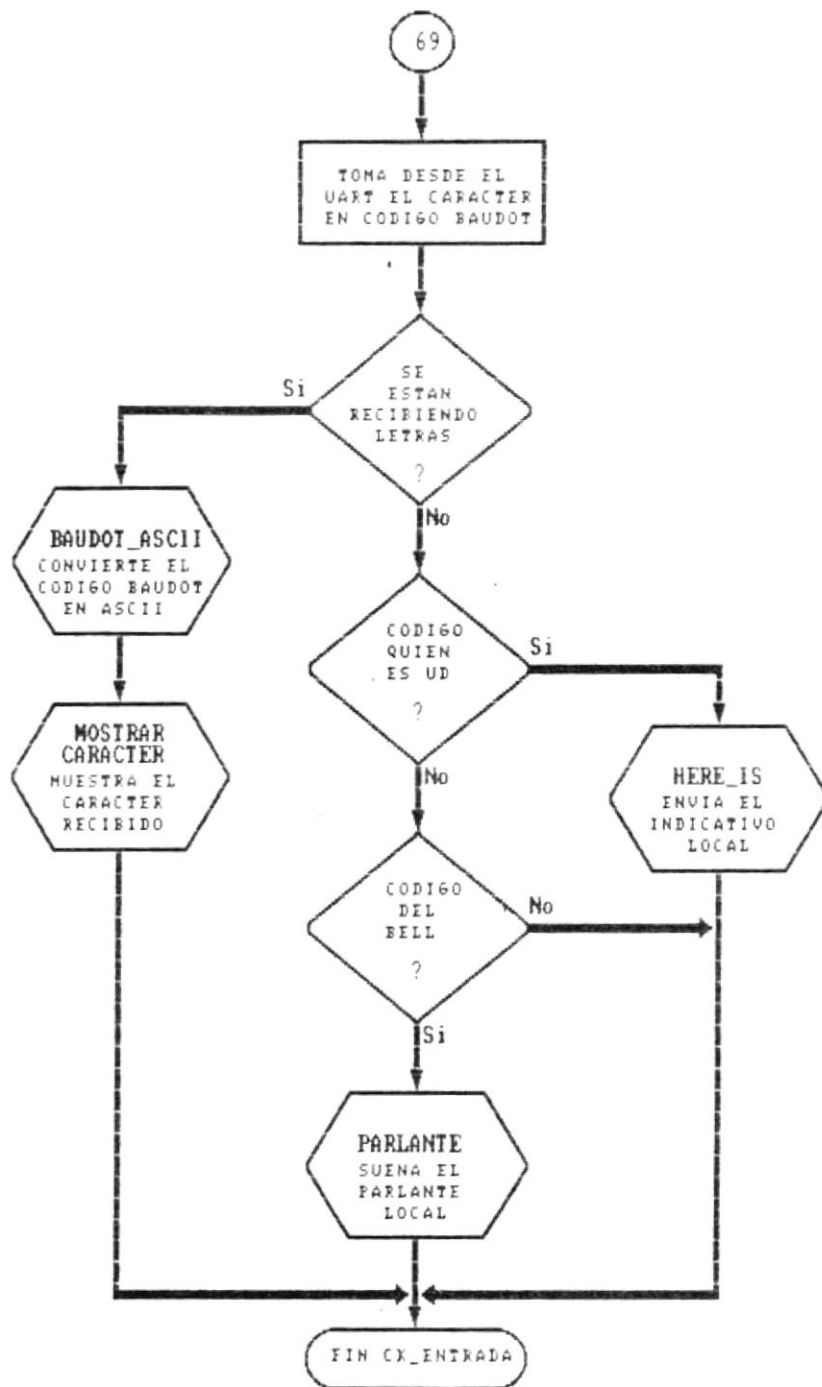 69
TOMA DESDE EL
UART EL CARACTER
EN CODIGO BAUDOT
SE
ESTAN
RECIBIENDO
LETRAS
?
Si
No
BAUDOT_ASCII
CONVIERTE EL
CODIGO BAUDOT
EN ASCII
CODIGO
QUIEN
ES UD
?
Si
No
MOSTRAR
CARACTER
MUESTRA EL
CARACTER
RECIBIDO
HERE_IS
ENVIA EL
INDICATIVO
LOCAL
CODIGO
DEL
BELL
?
No
Si
PARLANTE
SUENA EL
PARLANTE
LOCAL
FIN CK_ENTRADA